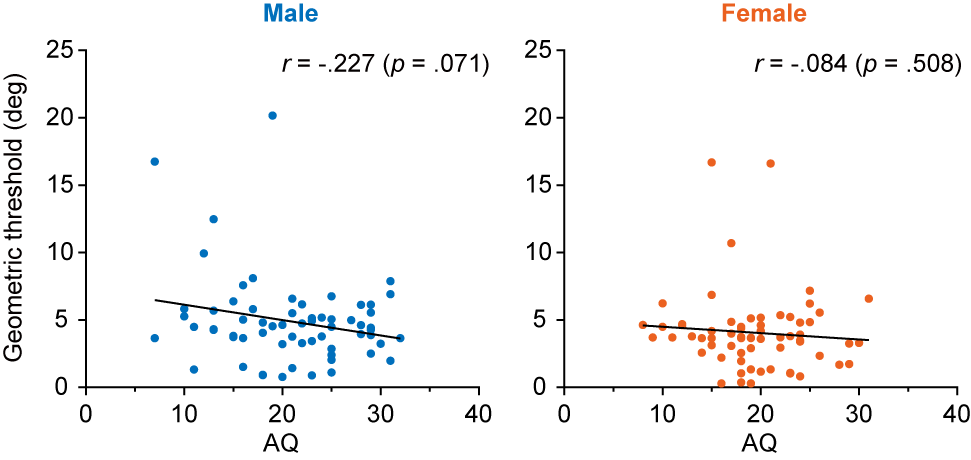 Male
Female
r = -.227 (p = .071)
r = -.084 (p = .508)
Geometric threshold (deg)
25
20
15
10
5
0
0 10 20 30 40
AQ
25
20
15
10
5
0
0 10 20 30 40
AQ